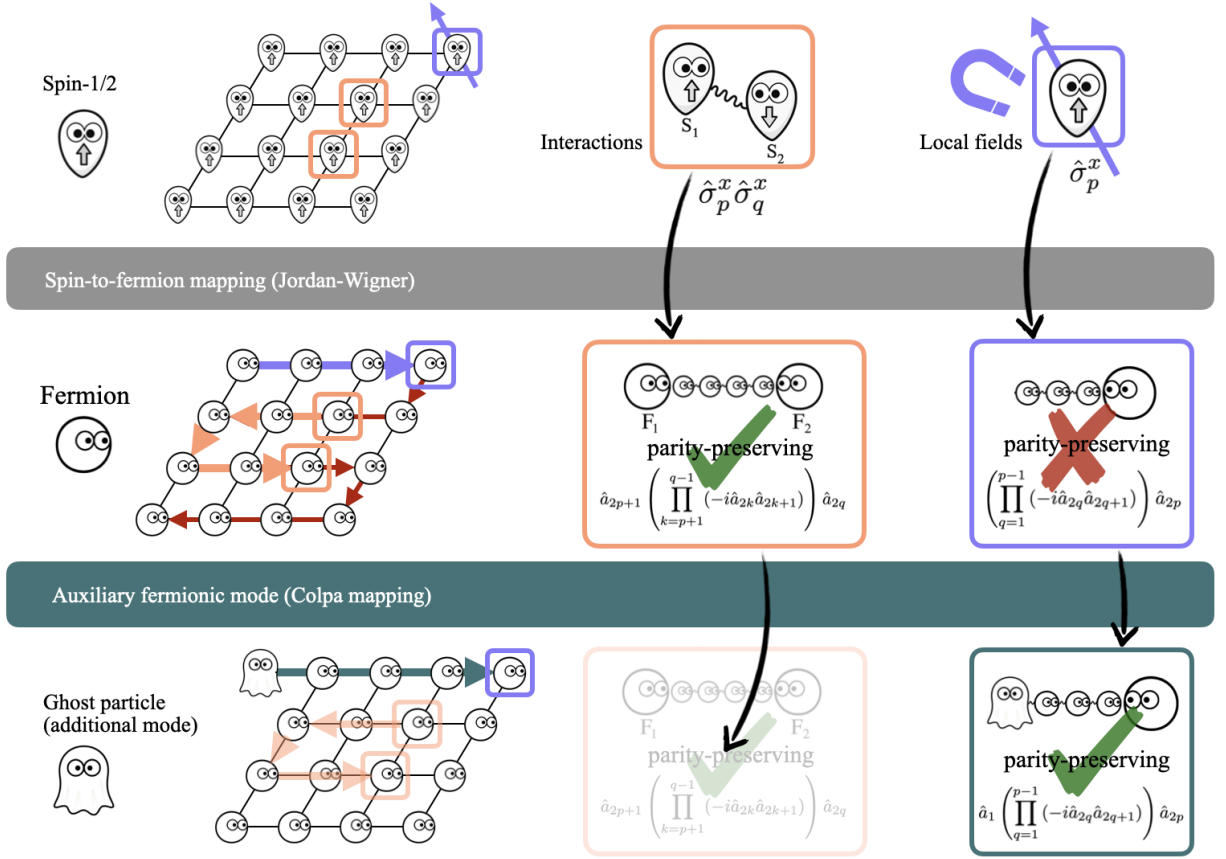 Spin-1/2
Interactions
S₁
S₂
Local fields
σ̂ₚˣ σ̂_qˣ
σ̂ₚˣ
Spin-to-fermion mapping (Jordan-Wigner)
Fermion
F₁ F₂
parity-preserving
â_{2p+1} ( ∏_{k=p+1}^{q-1} (-iâ_{2k}â_{2k+1}) ) â_{2q}
parity-preserving
( ∏_{q=1}^{p-1} (-iâ_{2q}â_{2q+1}) ) â_{2p}
Auxiliary fermionic mode (Colpa mapping)
Ghost particle
(additional mode)
F₁ F₂
parity-preserving
â_{2p+1} ( ∏_{k=p+1}^{q-1} (-iâ_{2k}â_{2k+1}) ) â_{2q}
parity-preserving
â₁ ( ∏_{q=1}^{p-1} (-iâ_{2q}â_{2q+1}) ) â_{2p}